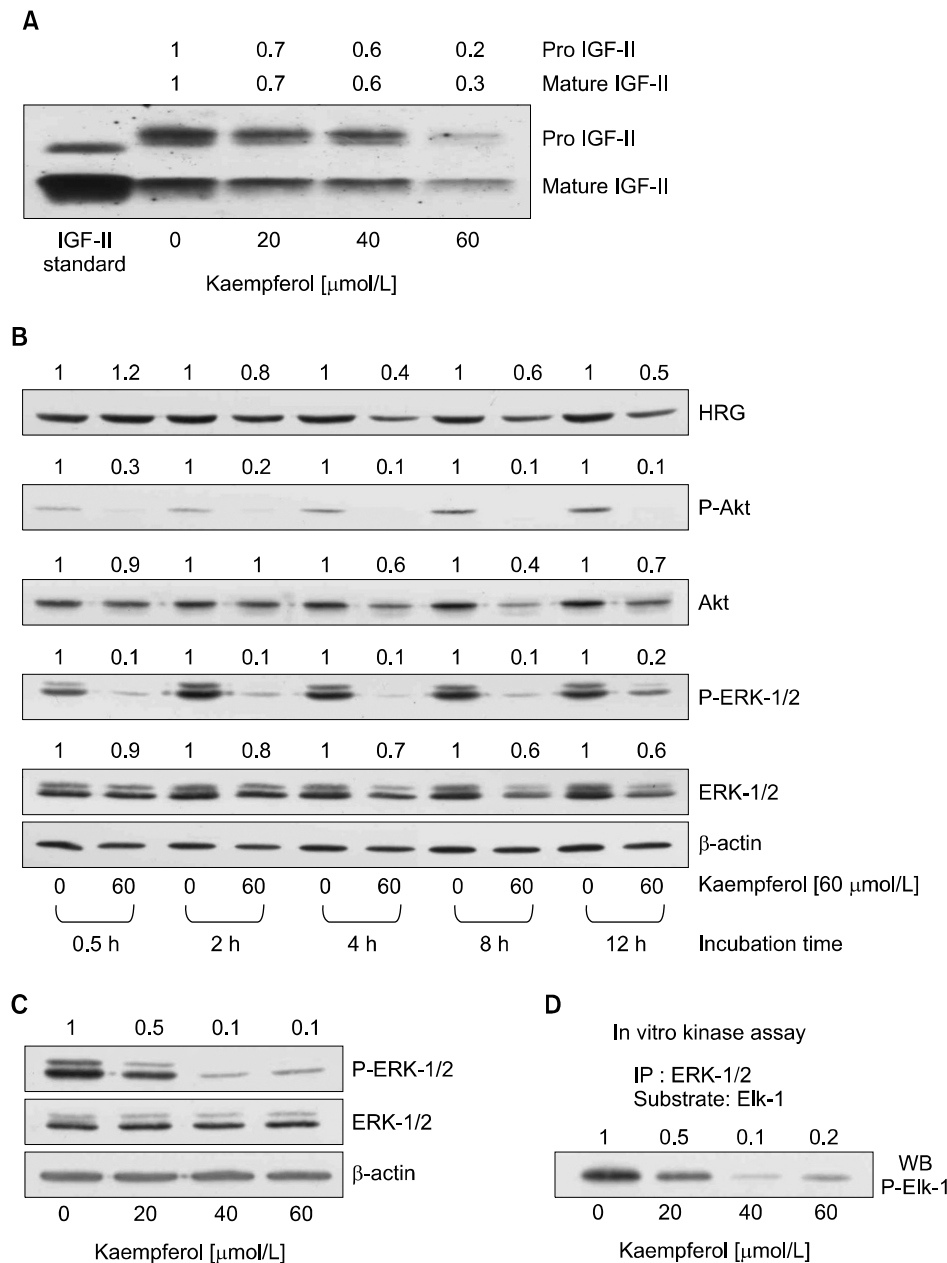 A
1 0.7 0.6 0.2 Pro IGF-II
1 0.7 0.6 0.3 Mature IGF-II
Pro IGF-II
Mature IGF-II
IGF-II standard 0 20 40 60
Kaempferol [μmol/L]
B
1 1.2 1 0.8 1 0.4 1 0.6 1 0.5
HRG
1 0.3 1 0.2 1 0.1 1 0.1 1 0.1
P-Akt
1 0.9 1 1 1 0.6 1 0.4 1 0.7
Akt
1 0.1 1 0.1 1 0.1 1 0.1 1 0.2
P-ERK-1/2
1 0.9 1 0.8 1 0.7 1 0.6 1 0.6
ERK-1/2
β-actin
0 60 0 60 0 60 0 60 0 60 Kaempferol [60 μmol/L]
0.5 h 2 h 4 h 8 h 12 h Incubation time
C
1 0.5 0.1 0.1
P-ERK-1/2
ERK-1/2
β-actin
0 20 40 60
Kaempferol [μmol/L]
D
In vitro kinase assay
IP : ERK-1/2
Substrate: Elk-1
1 0.5 0.1 0.2
WB
P-Elk-1
0 20 40 60
Kaempferol [μmol/L]